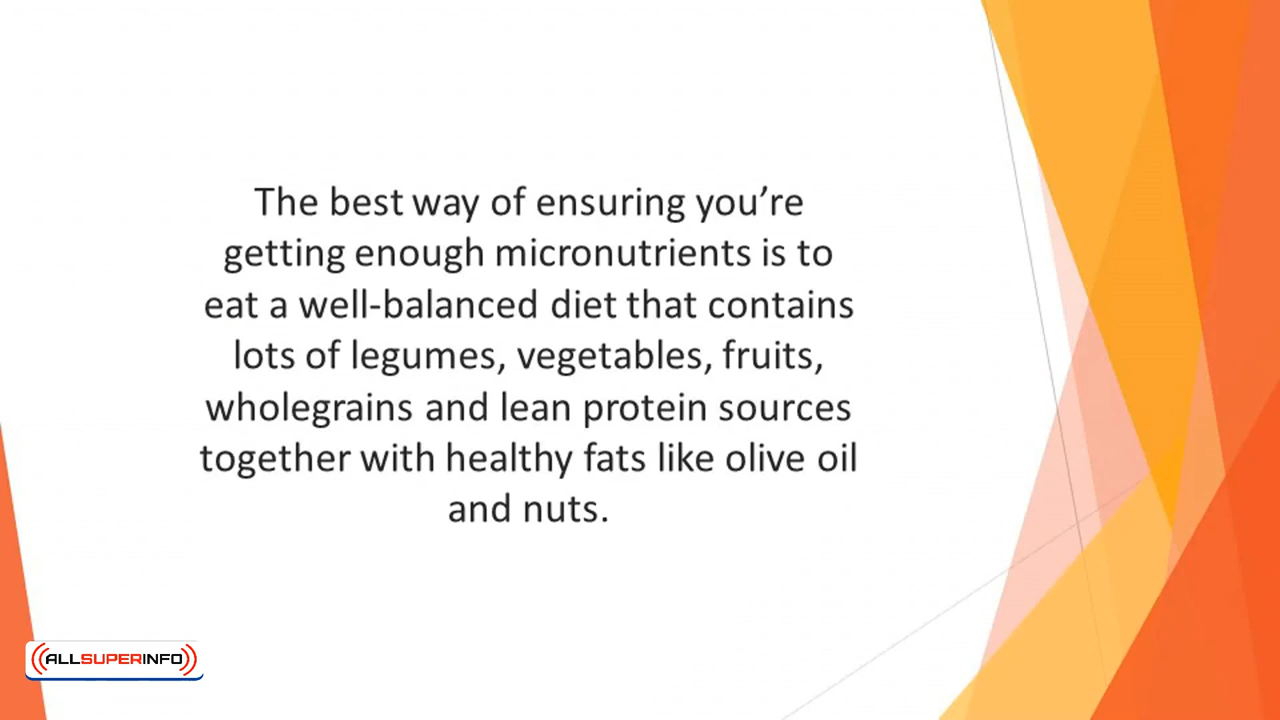 The best way of ensuring you’re
getting enough micronutrients is to
eat a well-balanced diet that contains
lots of legumes, vegetables, fruits,
wholegrains and lean protein sources
together with healthy fats like olive oil
and nuts.
ALLSUPERINFO